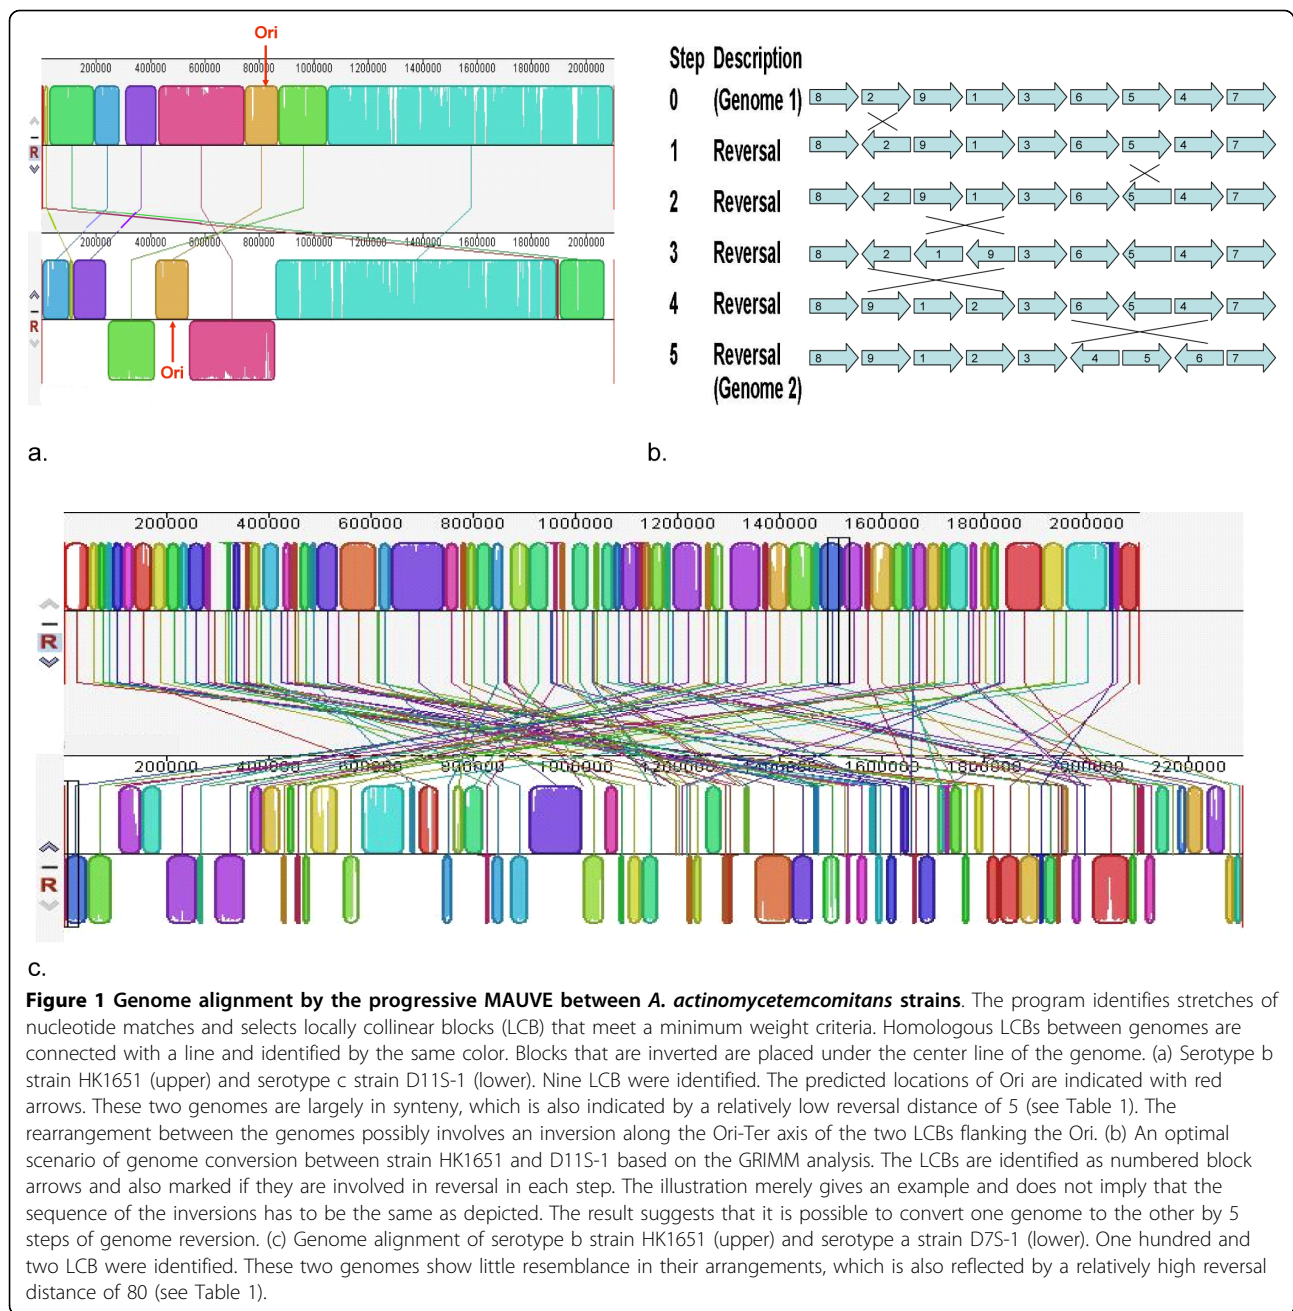 Ori
200000 400000 600000 800000 1000000 1200000 1400000 1600000 1800000 2000000
R
200000 400000 600000 800000 1000000 1200000 1400000 1600000 1800000 2000000
R
Ori
a.
Step Description
0 (Genome 1) 8 2 9 1 3 6 5 4 7
1 Reversal 8 2 9 1 3 6 5 4 7
2 Reversal 8 2 9 1 3 6 5 4 7
3 Reversal 8 2 1 9 3 6 5 4 7
4 Reversal 8 9 1 2 3 6 5 4 7
5 Reversal 8 9 1 2 3 4 5 6 7
(Genome 2)
b.
200000 400000 600000 800000 1000000 1200000 1400000 1600000 1800000 2000000
R
200000 400000 600000 800000 1000000 1200000 1400000 1600000 1800000 2000000 2200000
R
c.
Figure 1 Genome alignment by the progressive MAUVE between A. actinomycetemcomitans strains. The program identifies stretches of
nucleotide matches and selects locally collinear blocks (LCB) that meet a minimum weight criteria. Homologous LCBs between genomes are
connected with a line and identified by the same color. Blocks that are inverted are placed under the center line of the genome. (a) Serotype b
strain HK1651 (upper) and serotype c strain D11S-1 (lower). Nine LCB were identified. The predicted locations of Ori are indicated with red
arrows. These two genomes are largely in synteny, which is also indicated by a relatively low reversal distance of 5 (see Table 1). The
rearrangement between the genomes possibly involves an inversion along the Ori-Ter axis of the two LCBs flanking the Ori. (b) An optimal
scenario of genome conversion between strain HK1651 and D11S-1 based on the GRIMM analysis. The LCBs are identified as numbered block
arrows and also marked if they are involved in reversal in each step. The illustration merely gives an example and does not imply that the
sequence of the inversions has to be the same as depicted. The result suggests that it is possible to convert one genome to the other by 5
steps of genome reversion. (c) Genome alignment of serotype b strain HK1651 (upper) and serotype a strain D7S-1 (lower). One hundred and
two LCB were identified. These two genomes show little resemblance in their arrangements, which is also reflected by a relatively high reversal
distance of 80 (see Table 1).